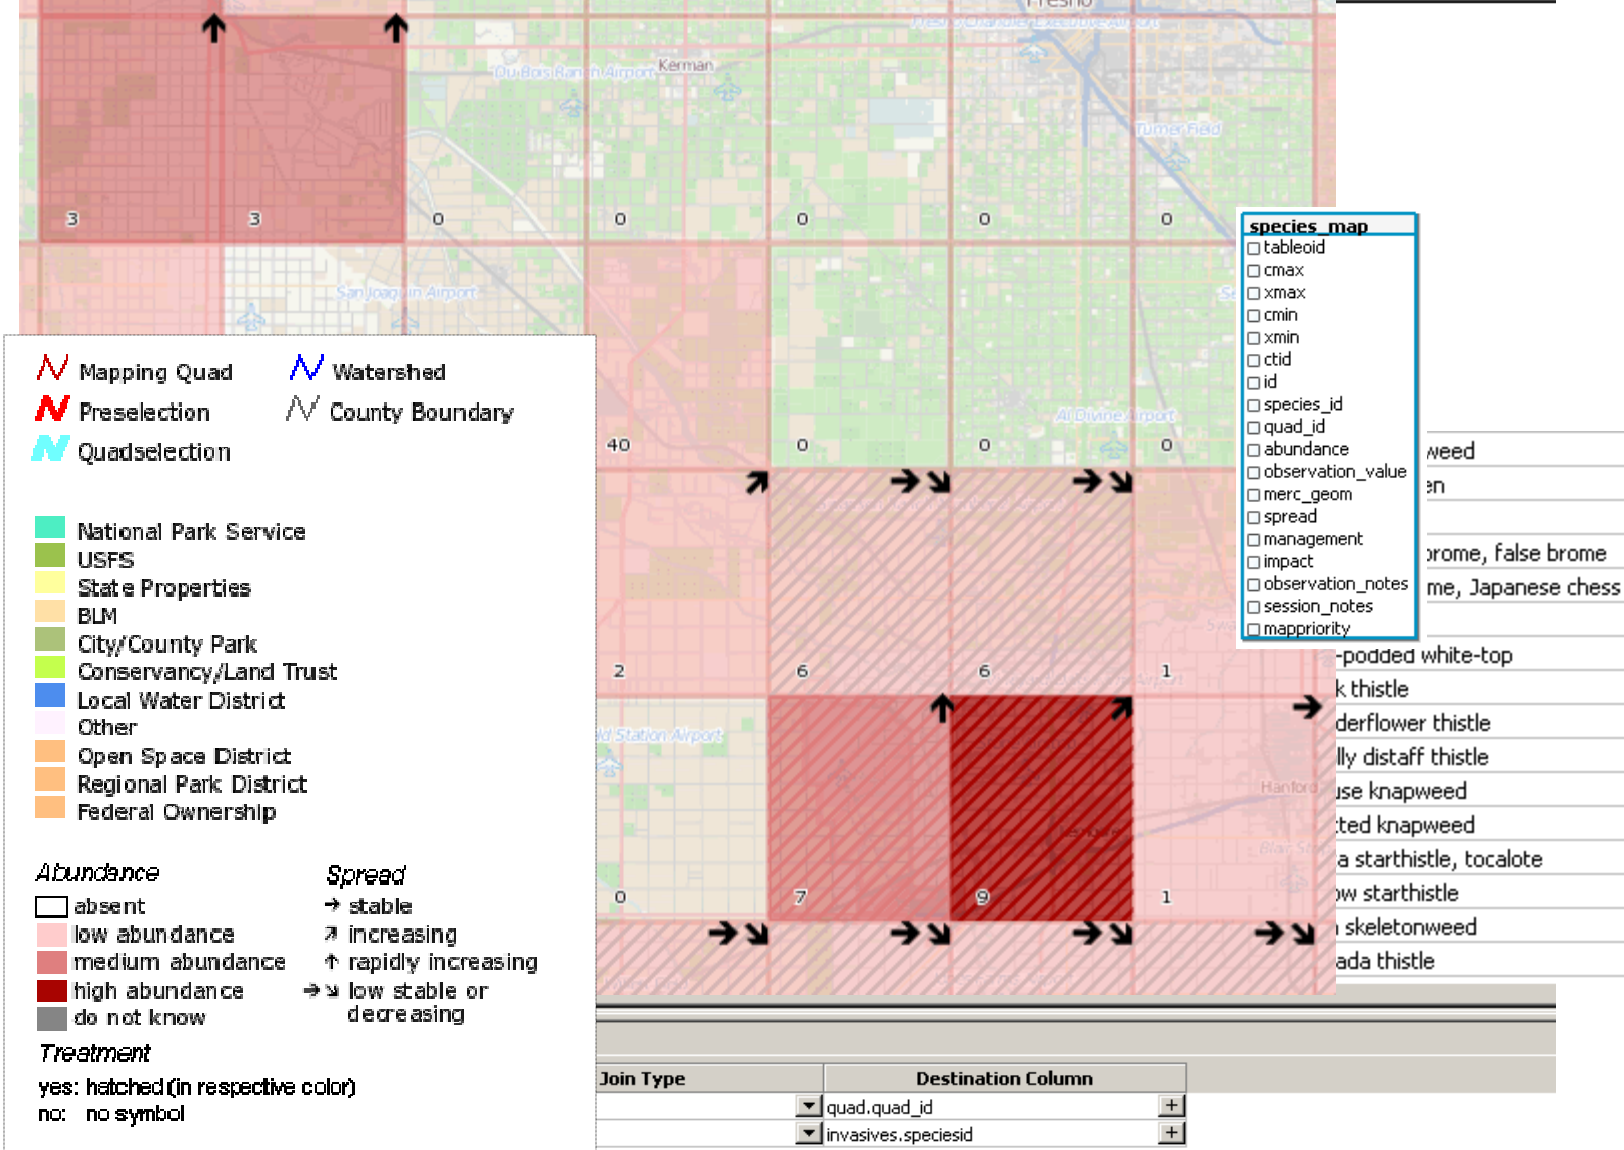 Fresno
Fresno Chandler Executive Airport
Du Bois Ranch Airport
Kerman
Turner Field
3
3
0
0
0
0
0
San Joaquin Airport
Al Divine Airport
40
0
0
0
2
6
6
1
ld Station Airport
Hanford
0
7
9
1
Mapping Quad
Watershed
Preselection
County Boundary
Quadselection
National Park Service
USFS
State Properties
BLM
City/County Park
Conservancy/Land Trust
Local Water District
Other
Open Space District
Regional Park District
Federal Ownership
Abundance
absent
low abundance
medium abundance
high abundance
do not know
Spread
stable
increasing
rapidly increasing
low stable or
decreasing
Treatment
yes: hatched (in respective color)
no: no symbol
species_map
tableoid
cmax
xmax
cmin
xmin
ctid
id
species_id
quad_id
abundance
observation_value
merc_geom
spread
management
impact
observation_notes
session_notes
mappriority
weed
en
brome, false brome
me, Japanese chess
-podded white-top
k thistle
derflower thistle
lly distaff thistle
use knapweed
tted knapweed
a starthistle, tocalote
ow starthistle
skeletonweed
ada thistle
Join Type
Destination Column
quad.quad_id
invasives.speciesid